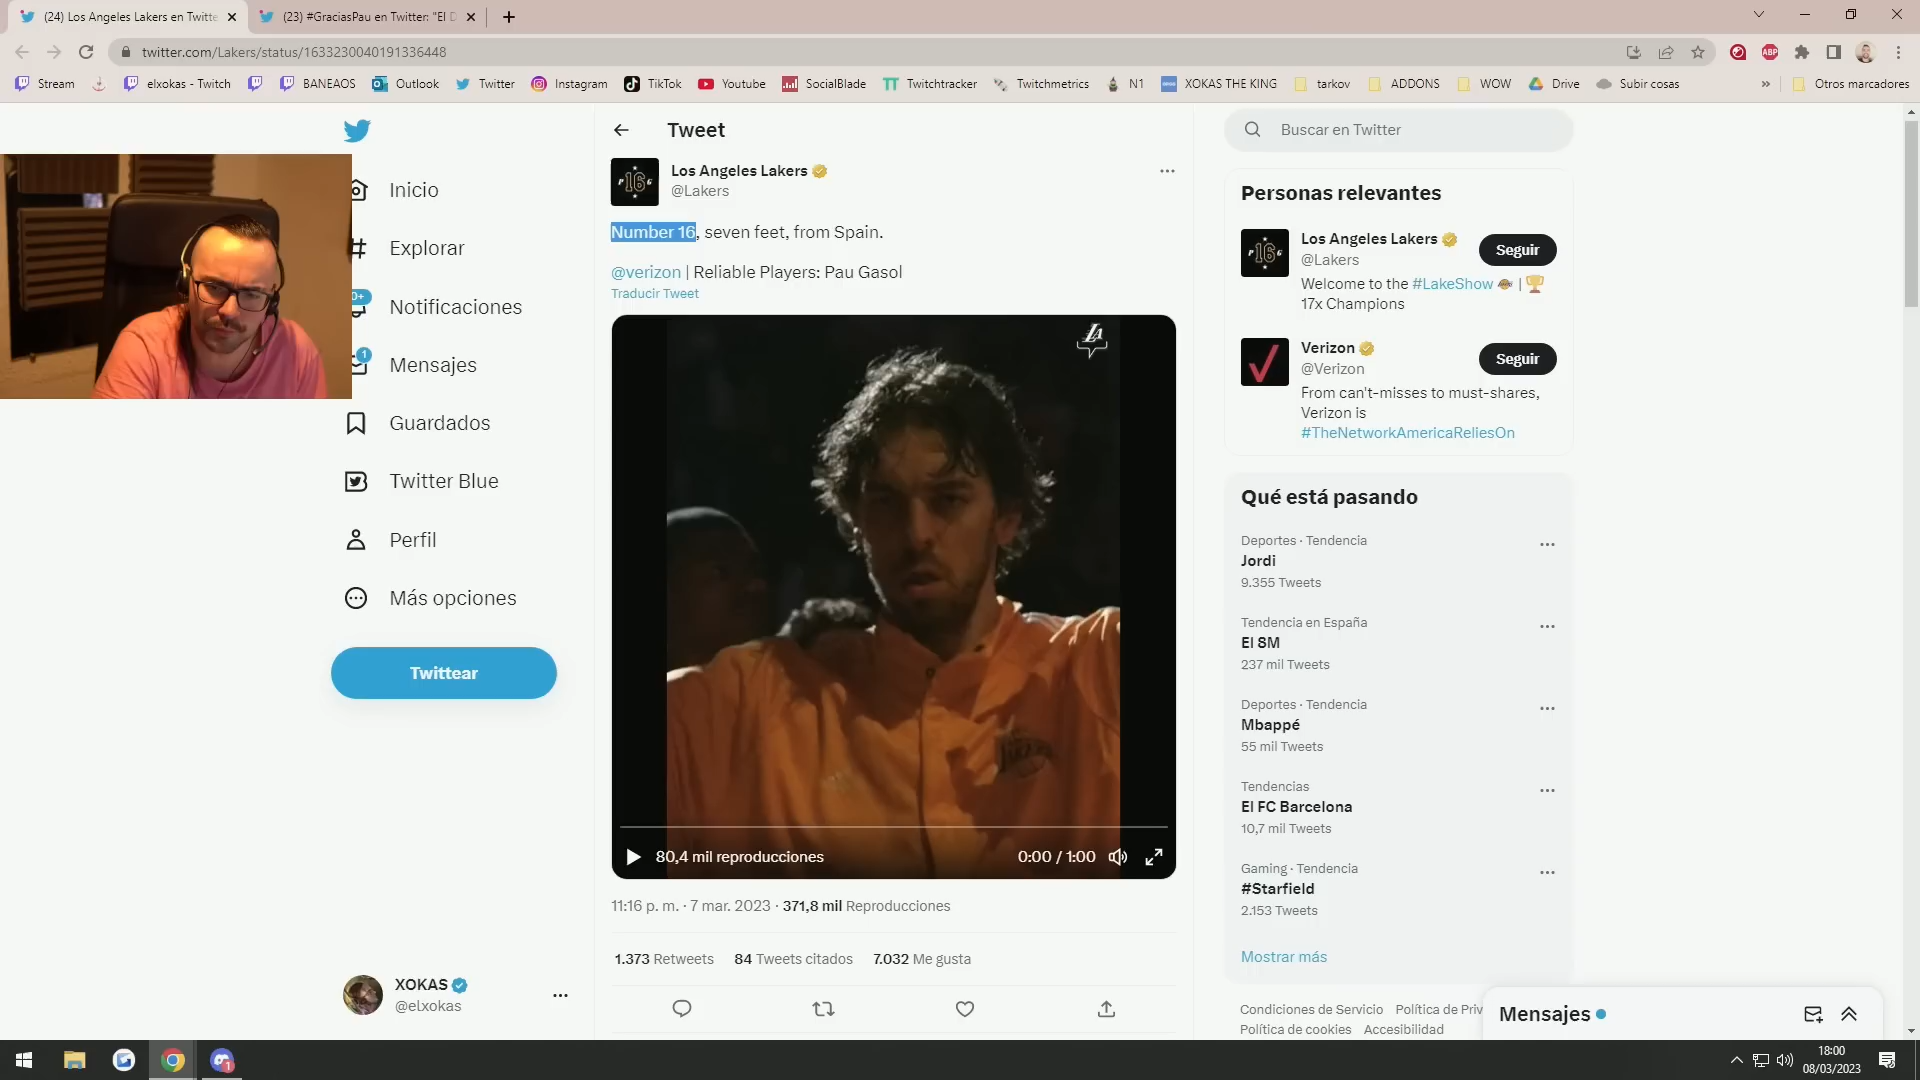 (24) Los Angeles Lakers en Twitte
(23) #GraciasPau en Twitter: "El D
twitter.com/Lakers/status/1633230040191336448
ABP
Stream
elxokas - Twitch
BANEAOS
Outlook
Twitter
Instagram
TikTok
Youtube
SocialBlade
Twitchtracker
Twitchmetrics
N1
XOKAS THE KING
tarkov
ADDONS
WOW
Drive
Subir cosas
Otros marcadores
Inicio
Explorar
Notificaciones
1
Mensajes
Guardados
Twitter Blue
Perfil
Más opciones
Twittear
XOKAS
@elxokas
Tweet
P 16 G
Los Angeles Lakers
@Lakers
Number 16, seven feet, from Spain.
@verizon | Reliable Players: Pau Gasol
Traducir Tweet
LA
80,4 mil reproducciones
0:00 / 1:00
11:16 p. m. · 7 mar. 2023 · 371,8 mil Reproducciones
1.373 Retweets 84 Tweets citados 7.032 Me gusta
Buscar en Twitter
Personas relevantes
P 16 G
Los Angeles Lakers
@Lakers
Seguir
Welcome to the #LakeShow | 
17x Champions
Verizon
@Verizon
Seguir
From can't-misses to must-shares,
Verizon is
#TheNetworkAmericaReliesOn
Qué está pasando
Deportes · Tendencia
Jordi
9.355 Tweets
Tendencia en España
El SM
237 mil Tweets
Deportes · Tendencia
Mbappé
55 mil Tweets
Tendencias
El FC Barcelona
10,7 mil Tweets
Gaming · Tendencia
#Starfield
2.153 Tweets
Mostrar más
Condiciones de Servicio Política de Priv
Política de cookies Accesibilidad
Mensajes
1
18:00
08/03/2023